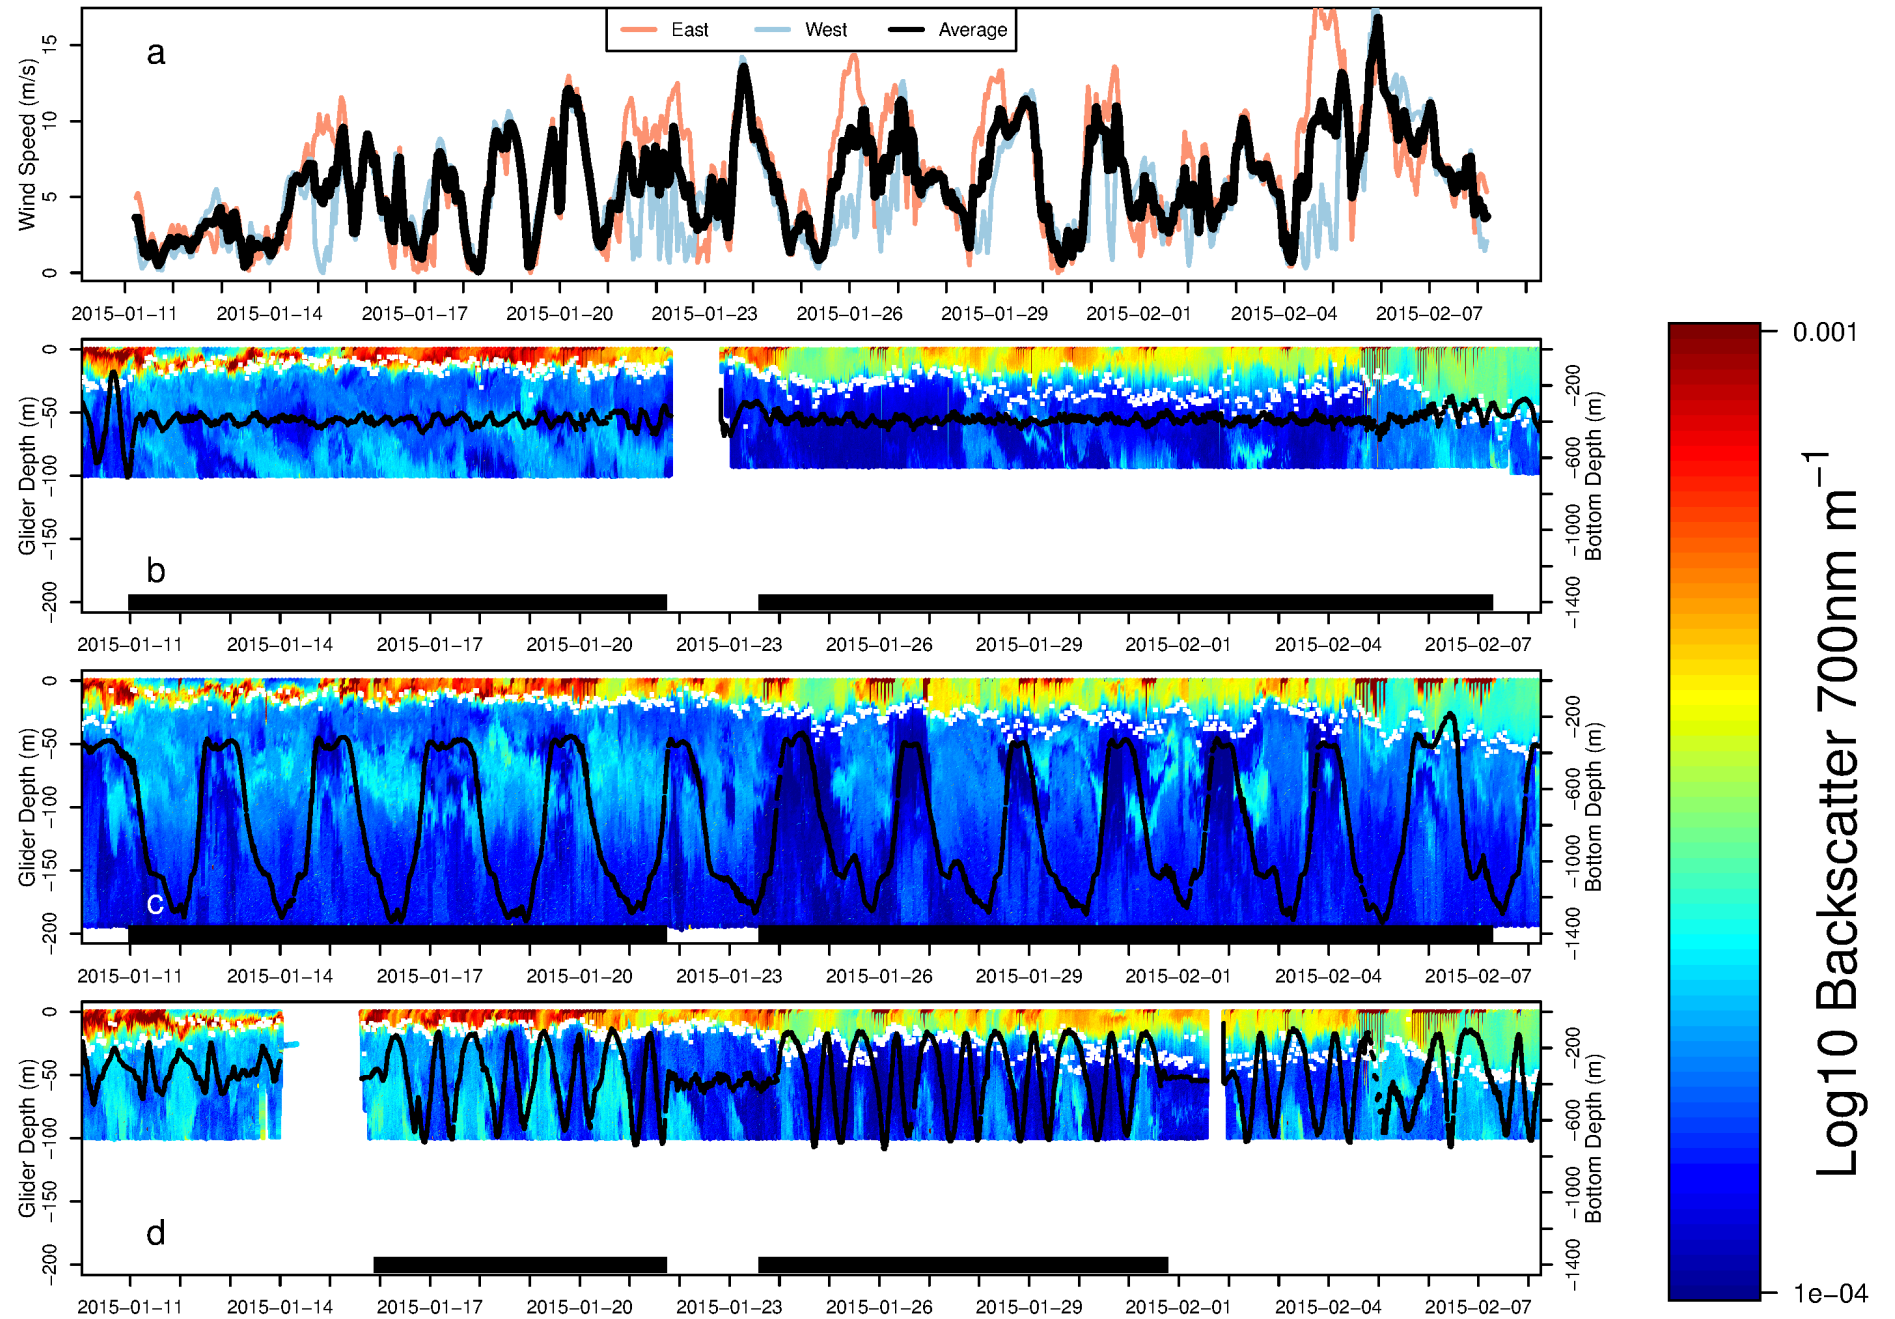 a
East West Average
Wind Speed (m/s)
0 5 10 15
2015-01-11 2015-01-14 2015-01-17 2015-01-20 2015-01-23 2015-01-26 2015-01-29 2015-02-01 2015-02-04 2015-02-07
b
Glider Depth (m)
0 -50 -100 -150 -200
Bottom Depth (m)
-200 -600 -1000 -1400
2015-01-11 2015-01-14 2015-01-17 2015-01-20 2015-01-23 2015-01-26 2015-01-29 2015-02-01 2015-02-04 2015-02-07
c
Glider Depth (m)
0 -50 -100 -150 -200
Bottom Depth (m)
-200 -600 -1000 -1400
2015-01-11 2015-01-14 2015-01-17 2015-01-20 2015-01-23 2015-01-26 2015-01-29 2015-02-01 2015-02-04 2015-02-07
d
Glider Depth (m)
0 -50 -100 -150 -200
Bottom Depth (m)
-200 -600 -1000 -1400
2015-01-11 2015-01-14 2015-01-17 2015-01-20 2015-01-23 2015-01-26 2015-01-29 2015-02-01 2015-02-04 2015-02-07
0.001
Log10 Backscatter 700nm m⁻¹
1e-04